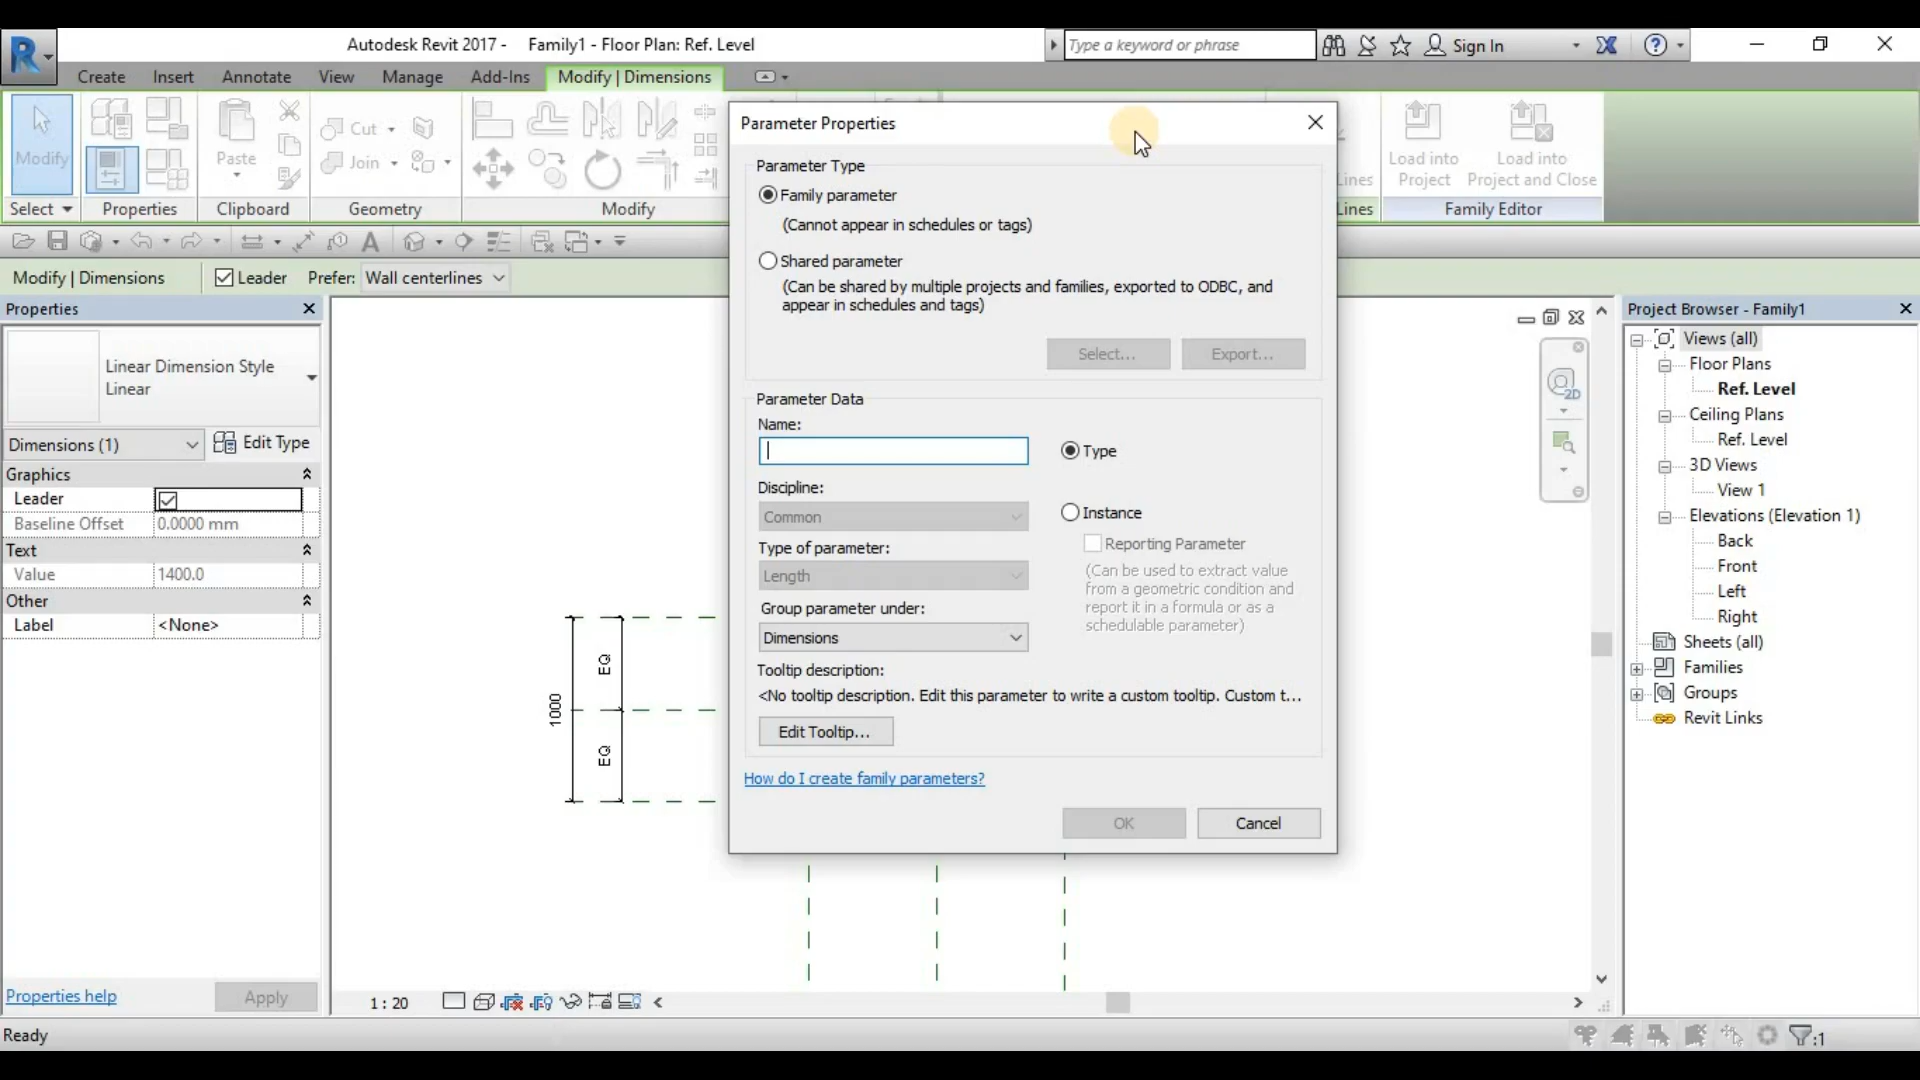 Autodesk Revit 2017 - Family1 - Floor Plan: Ref. Level
Type a keyword or phrase
Sign In
Create Insert Annotate View Manage Add-Ins Modify | Dimensions
Modify
Paste
Cut
Join
Lines
Load into Project
Load into Project and Close
Select
Properties
Clipboard
Geometry
Modify
Lines
Family Editor
Modify | Dimensions
Leader
Prefer: Wall centerlines
Properties
Linear Dimension Style
Linear
Dimensions (1)
Edit Type
Graphics
Leader
Baseline Offset 0.0000 mm
Text
Value 1400.0
Other
Label <None>
Properties help
Apply
Ready
1000
EQ
EQ
1 : 20
Parameter Properties
Parameter Type
Family parameter
(Cannot appear in schedules or tags)
Shared parameter
(Can be shared by multiple projects and families, exported to ODBC, and
appear in schedules and tags)
Select...
Export...
Parameter Data
Name:
Type
Discipline:
Common
Instance
Type of parameter:
Reporting Parameter
Length
(Can be used to extract value
from a geometric condition and
report it in a formula or as a
schedulable parameter)
Group parameter under:
Dimensions
Tooltip description:
<No tooltip description. Edit this parameter to write a custom tooltip. Custom t...
Edit Tooltip...
How do I create family parameters?
OK
Cancel
2D
Project Browser - Family1
Views (all)
Floor Plans
Ref. Level
Ceiling Plans
Ref. Level
3D Views
View 1
Elevations (Elevation 1)
Back
Front
Left
Right
Sheets (all)
Families
Groups
Revit Links
:1